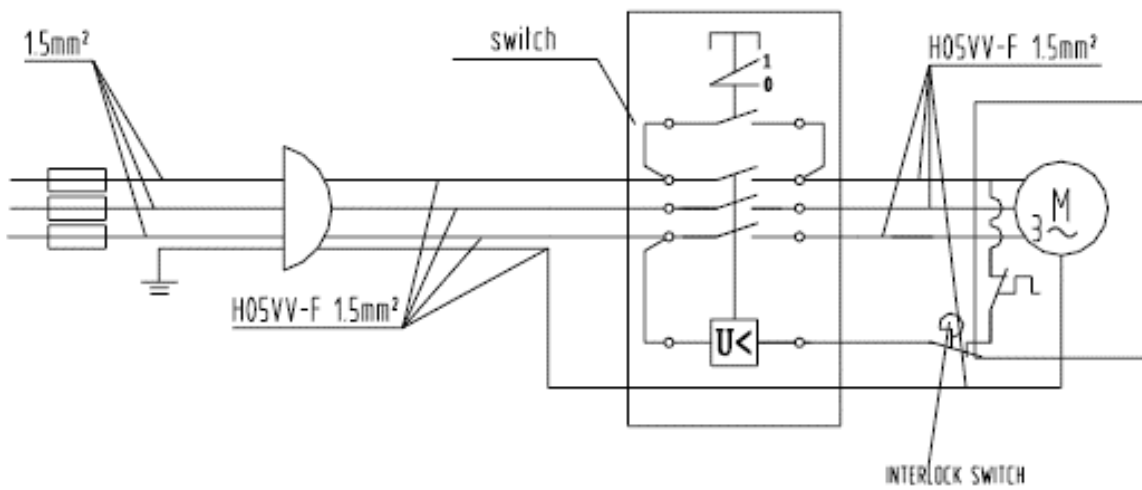 1.5mm²
switch
H05VV-F 1.5mm²
1
0
M
3~
H05VV-F 1.5mm²
U<
INTERLOCK SWITCH